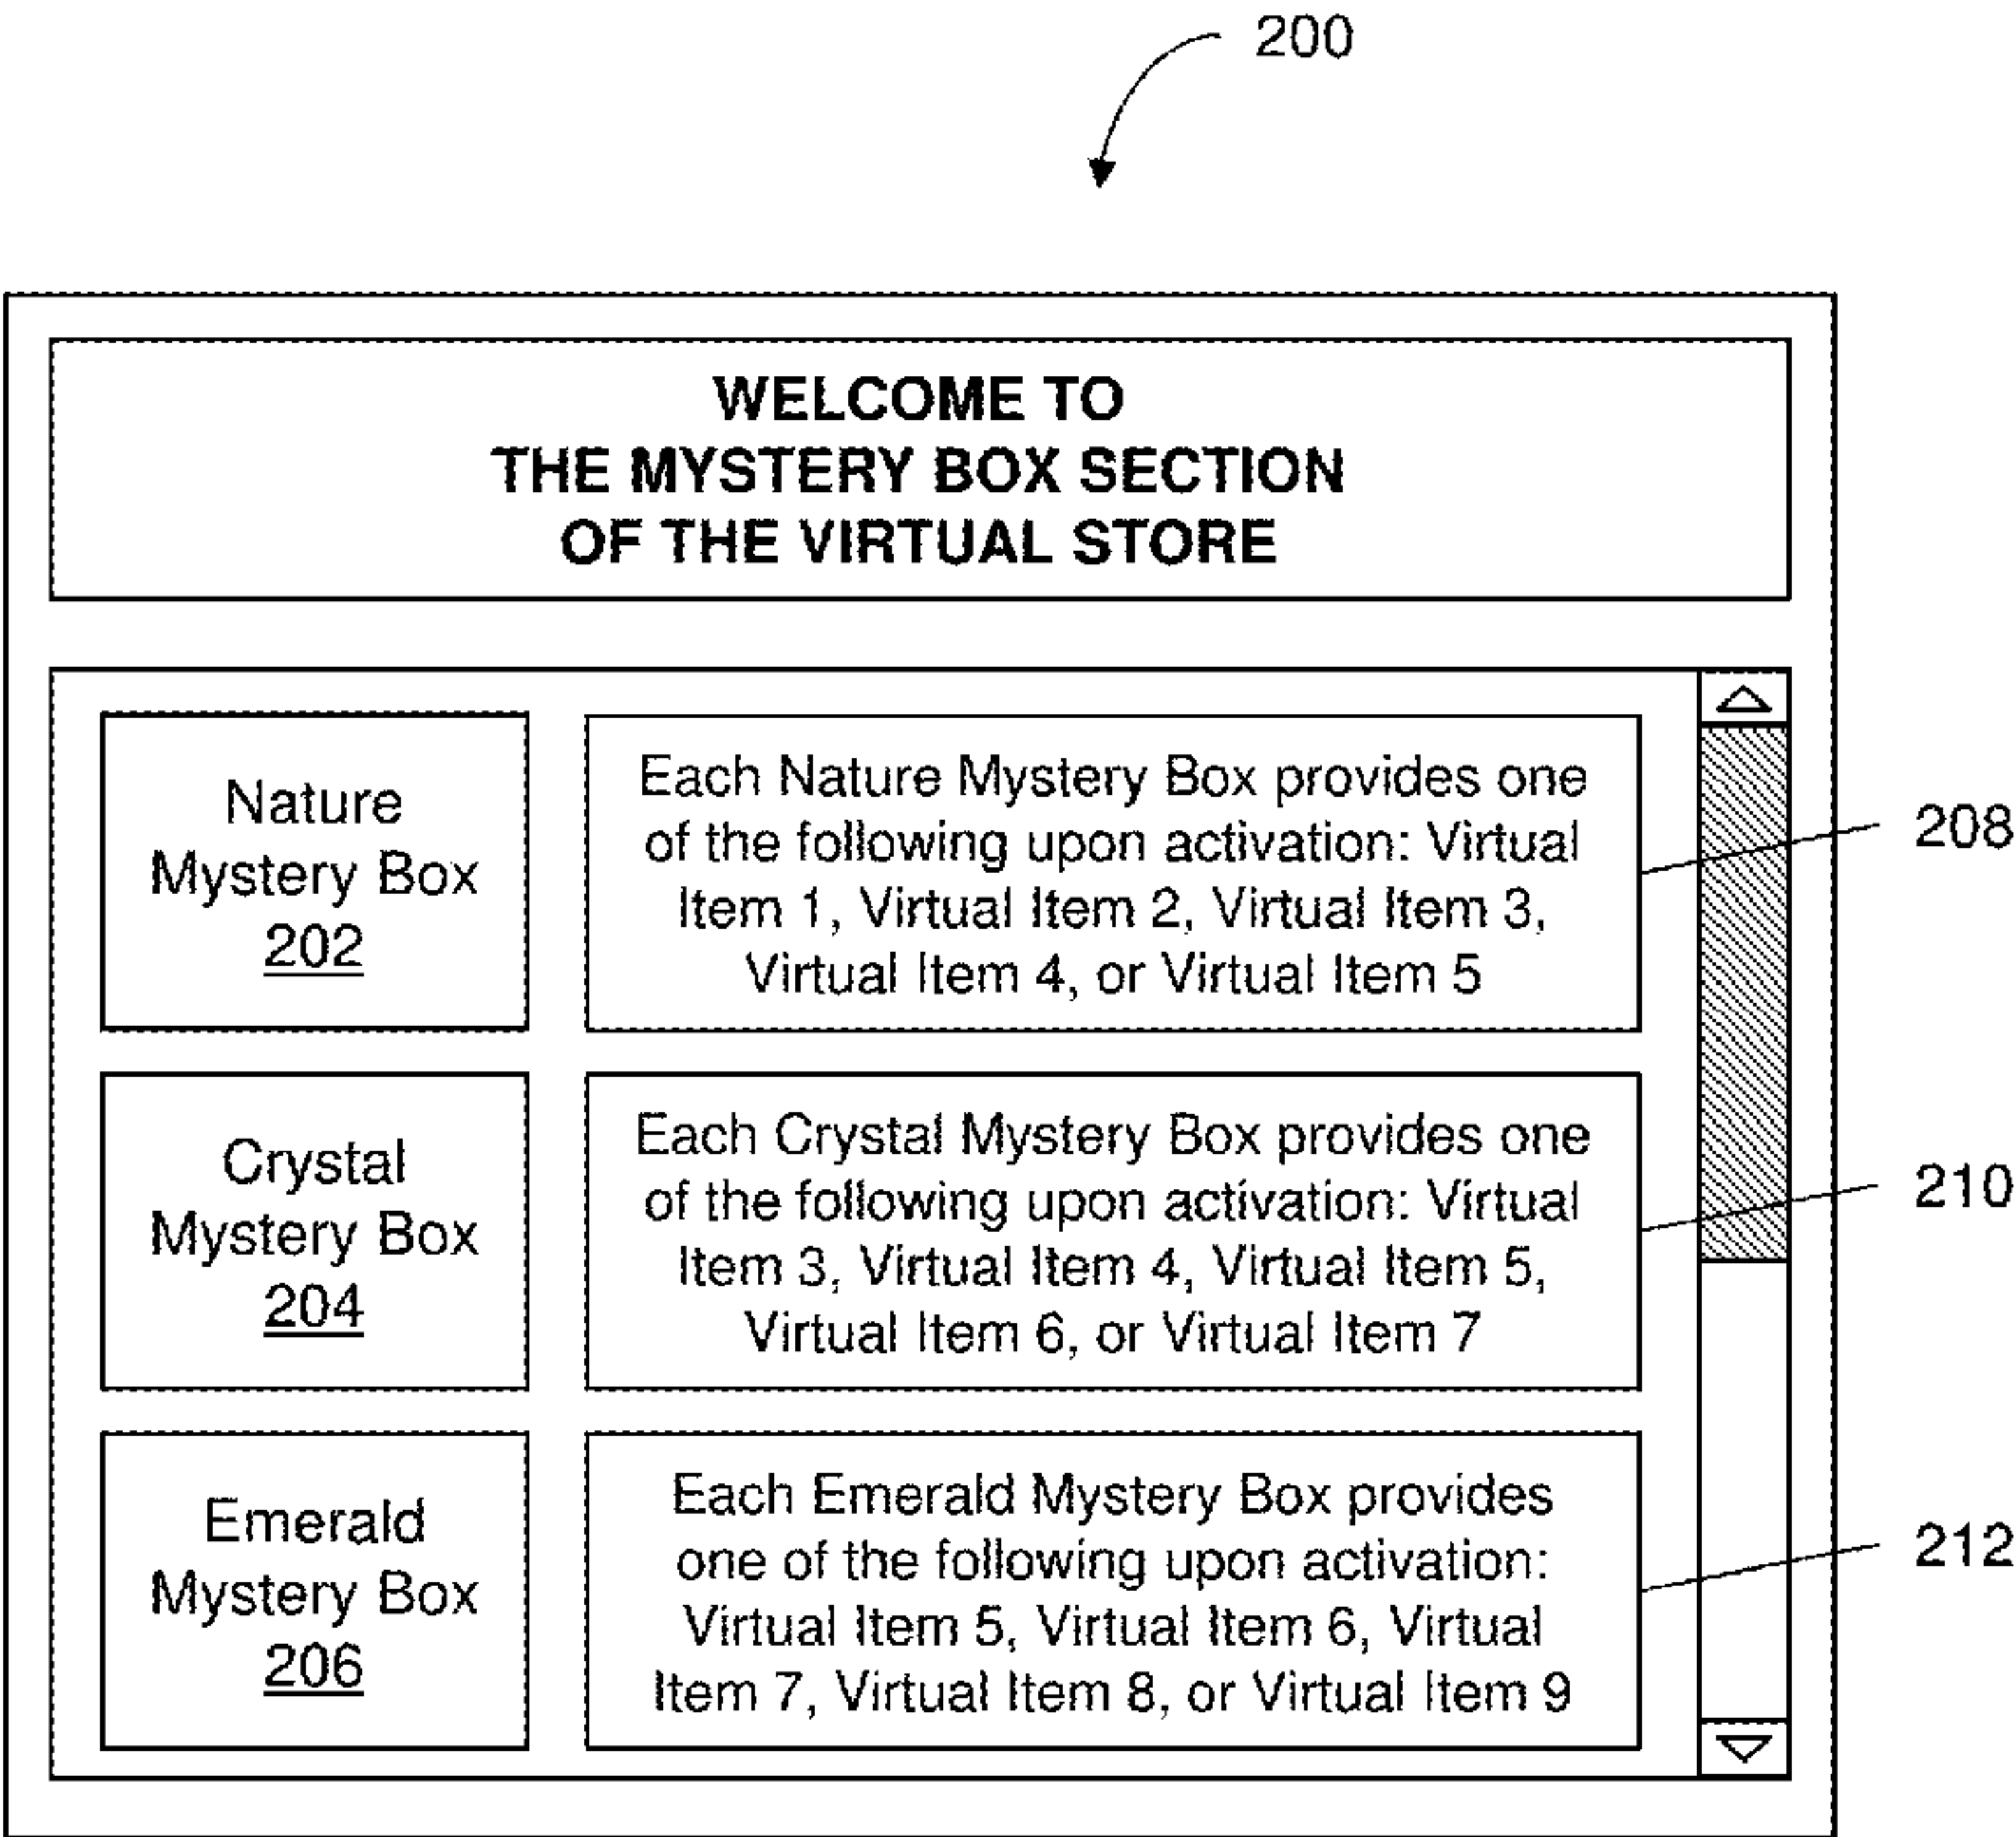 200
WELCOME TO
THE MYSTERY BOX SECTION
OF THE VIRTUAL STORE
Nature
Mystery Box
202
Each Nature Mystery Box provides one
of the following upon activation: Virtual
Item 1, Virtual Item 2, Virtual Item 3,
Virtual Item 4, or Virtual Item 5
208
Crystal
Mystery Box
204
Each Crystal Mystery Box provides one
of the following upon activation: Virtual
Item 3, Virtual Item 4, Virtual Item 5,
Virtual Item 6, or Virtual Item 7
210
Emerald
Mystery Box
206
Each Emerald Mystery Box provides
one of the following upon activation:
Virtual Item 5, Virtual Item 6, Virtual
Item 7, Virtual Item 8, or Virtual Item 9
212